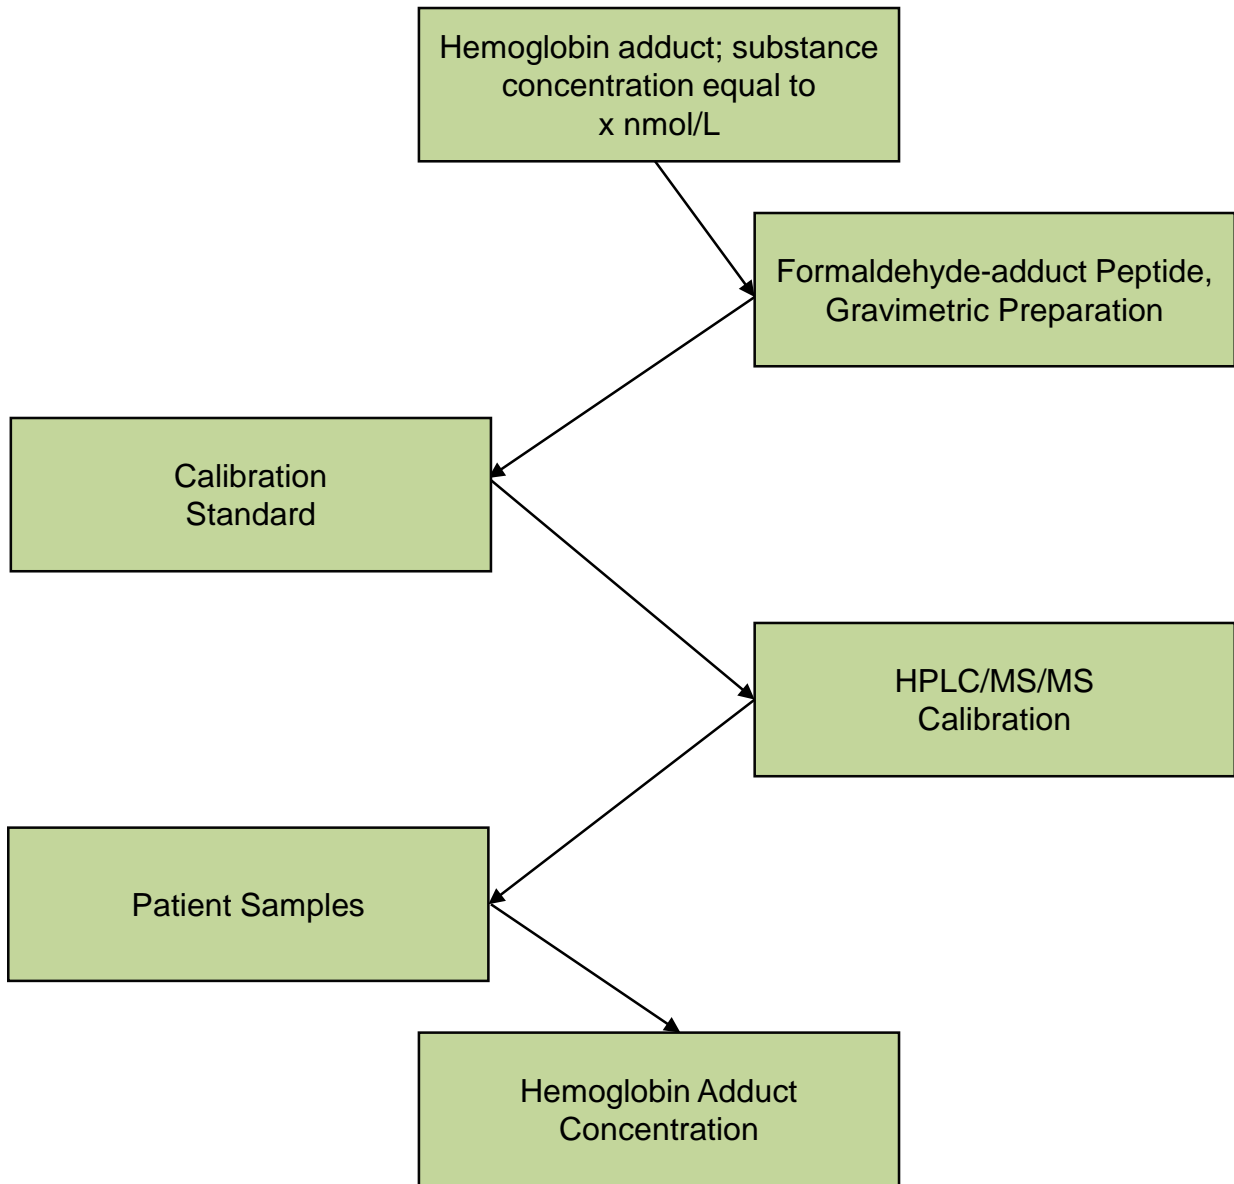 Hemoglobin adduct; substance
concentration equal to
x nmol/L
Formaldehyde-adduct Peptide,
Gravimetric Preparation
Calibration
Standard
HPLC/MS/MS
Calibration
Patient Samples
Hemoglobin Adduct
Concentration